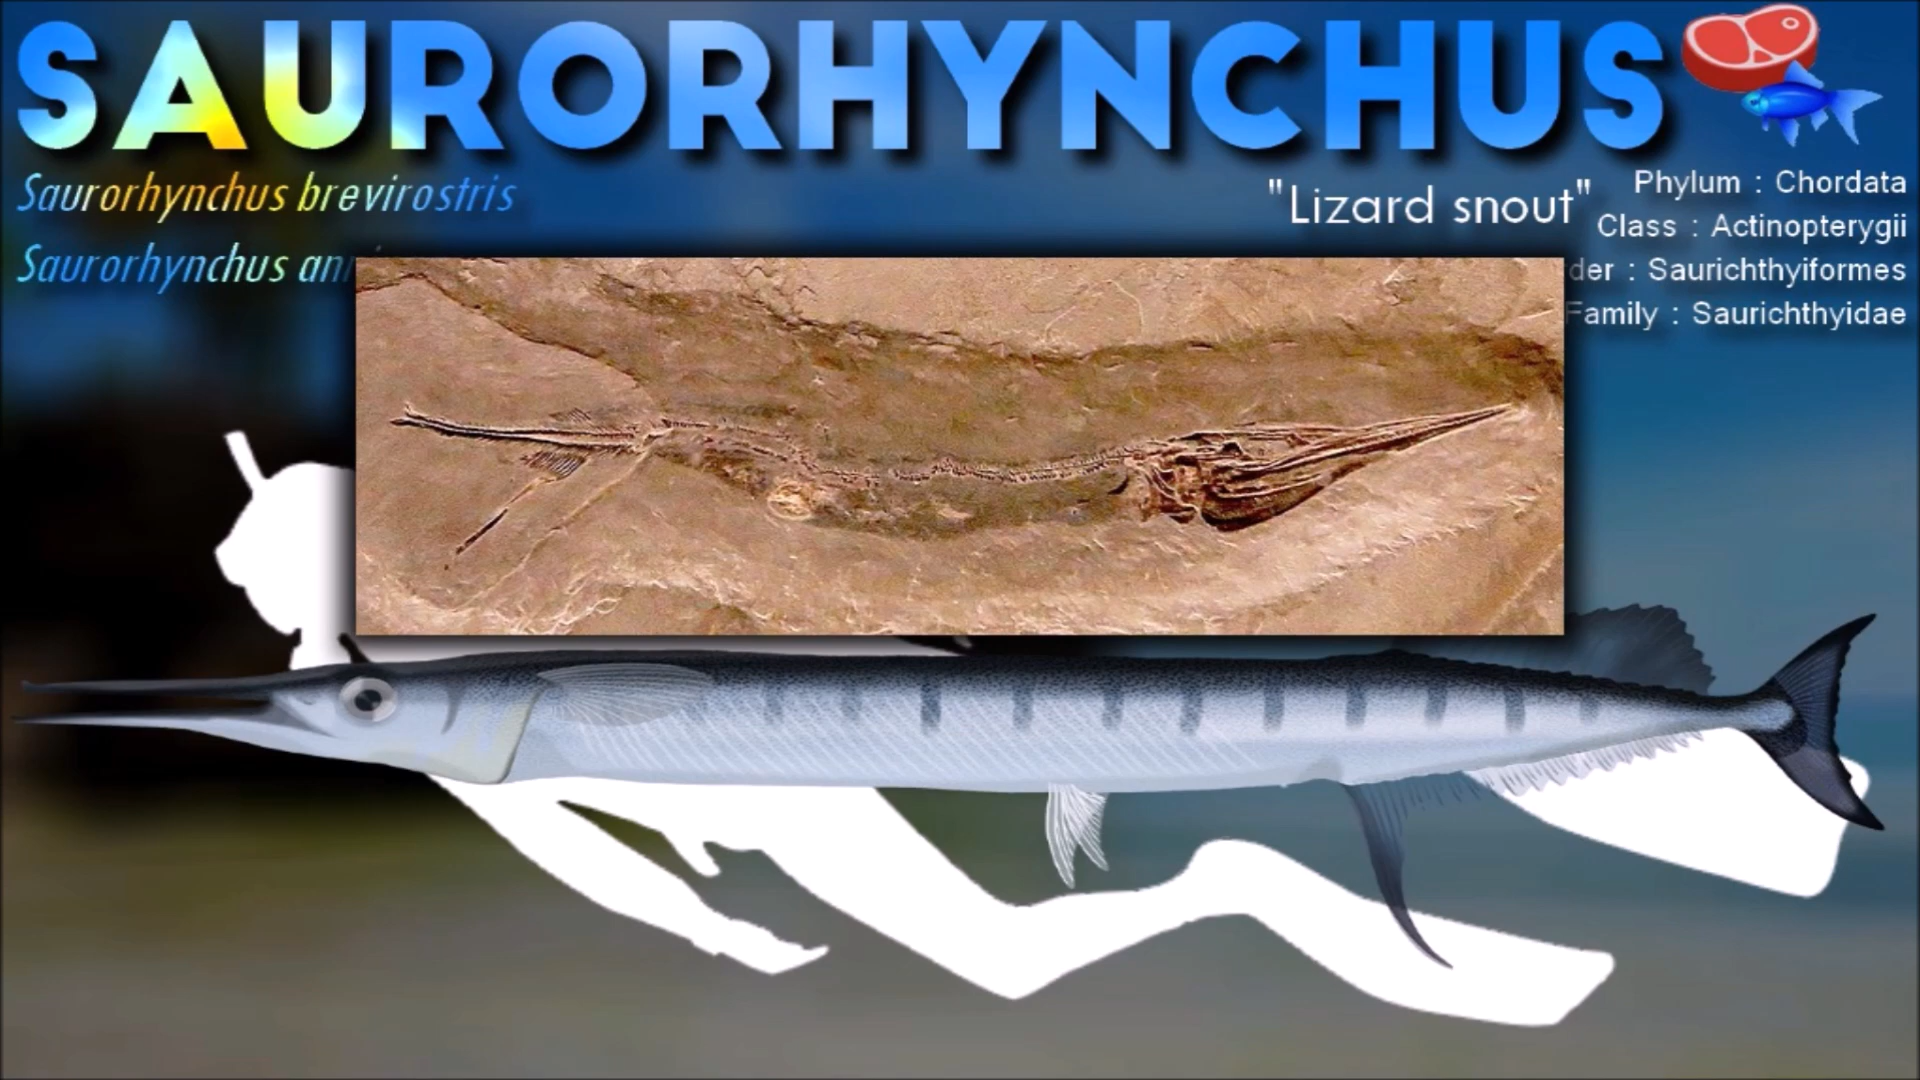 SAURORHYNCHUS
Saurorhynchus brevirostris
Saurorhynchus
"Lizard snout"
Phylum : Chordata
Class : Actinopterygii
der : Saurichthyiformes
Family : Saurichthyidae